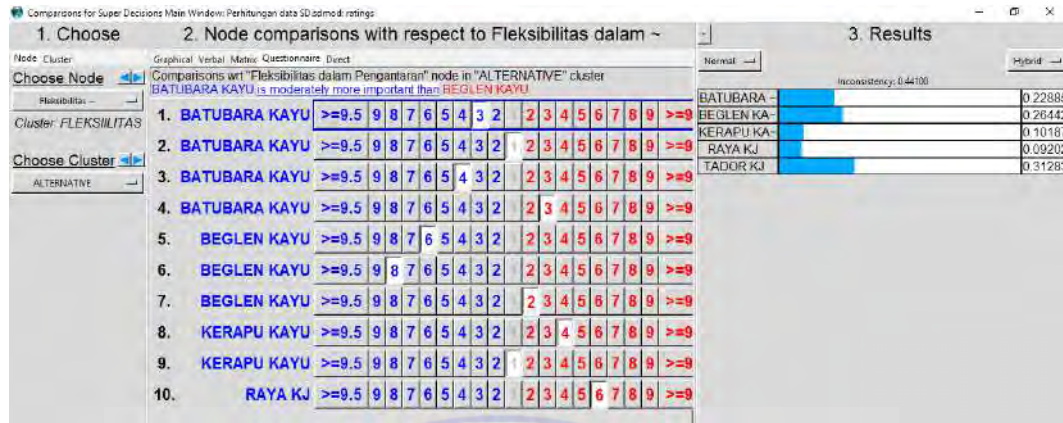 Comparisons for Super Decisions Main Window: Perhitungan data SD.sdmod: ratings
1. Choose
2. Node comparisons with respect to Fleksibilitas dalam ~
- 3. Results
Node Cluster
Graphical Verbal Matrix Questionnaire Direct
Normal
Hybrid
Choose Node
Comparisons wrt "Fleksibilitas dalam Pengantaran" node in "ALTERNATIVE" cluster
BATUBARA KAYU is moderately more important than BEGLEN KAYU
Inconsistency: 0.44100
Fleksibilitas ~
Cluster: FLEKSIILITAS
Choose Cluster
ALTERNATIVE
1. BATUBARA KAYU >=9.5 9 8 7 6 5 4 3 2 1 2 3 4 5 6 7 8 9 >=9
2. BATUBARA KAYU >=9.5 9 8 7 6 5 4 3 2 1 2 3 4 5 6 7 8 9 >=9
3. BATUBARA KAYU >=9.5 9 8 7 6 5 4 3 2 1 2 3 4 5 6 7 8 9 >=9
4. BATUBARA KAYU >=9.5 9 8 7 6 5 4 3 2 1 2 3 4 5 6 7 8 9 >=9
5. BEGLEN KAYU >=9.5 9 8 7 6 5 4 3 2 1 2 3 4 5 6 7 8 9 >=9
6. BEGLEN KAYU >=9.5 9 8 7 6 5 4 3 2 1 2 3 4 5 6 7 8 9 >=9
7. BEGLEN KAYU >=9.5 9 8 7 6 5 4 3 2 1 2 3 4 5 6 7 8 9 >=9
8. KERAPU KAYU >=9.5 9 8 7 6 5 4 3 2 1 2 3 4 5 6 7 8 9 >=9
9. KERAPU KAYU >=9.5 9 8 7 6 5 4 3 2 1 2 3 4 5 6 7 8 9 >=9
10. RAYA KJ >=9.5 9 8 7 6 5 4 3 2 1 2 3 4 5 6 7 8 9 >=9
BATUBARA ~ 0.2288
BEGLEN KA~ 0.2644
KERAPU KA~ 0.1018
RAYA KJ 0.0920
TADOR KJ 0.3128